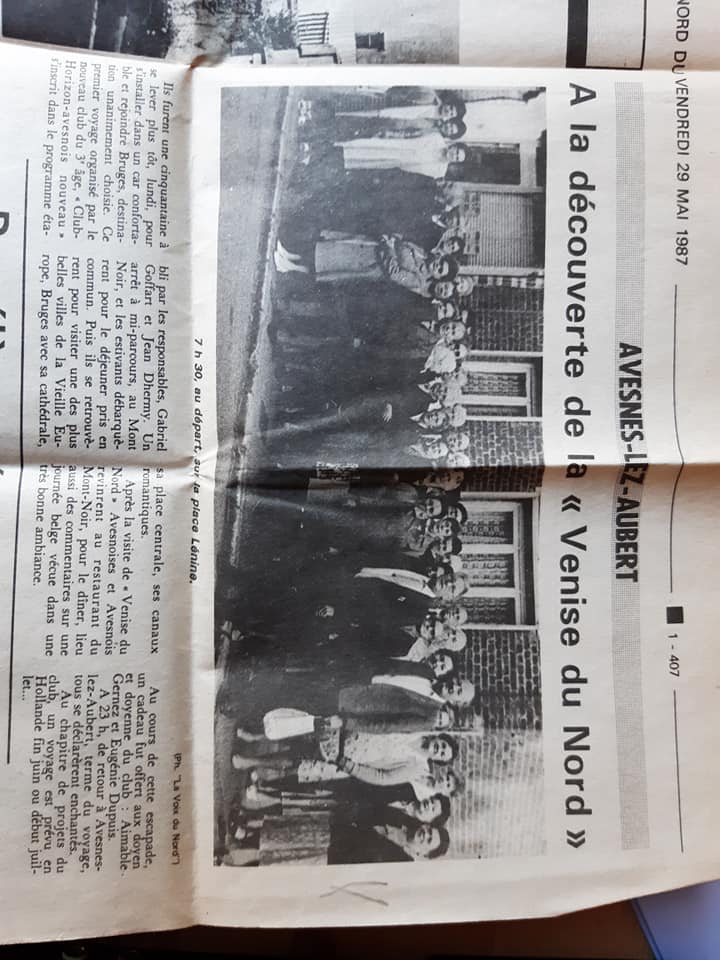 NORD DU VENDREDI 29 MAI 1987
1 - 407
AVESNES-LEZ-AUBERT
A la découverte de la « Venise du Nord »
7 h 30, au départ, sur la place Lénine.
(Ph. "La Voix du Nord")
Ils furent une cinquantaine à
se lever plus tôt, lundi, pour
s'installer dans un car conforta-
ble et rejoindre Bruges, destina-
tion unanimement choisie. Ce
premier voyage organisé par le
nouveau club du 3e âge, « Club-
Horizon-avesnois nouveau »
s'inscrit dans le programme éta-
bli par les responsables, Gabriel
Goffart et Jean Dhermy. Un
arrêt à mi-parcours, au Mont
Noir, et les estivants débarquè-
rent pour le déjeuner pris en
commun. Puis ils se retrouvè-
rent pour visiter une des plus
belles villes de la Vieille Eu-
rope, Bruges avec sa cathédrale,
sa place centrale, ses canaux
romantiques.
Après la visite de « Venise du
Nord » Avesnoises et Avesnois
revinrent au restaurant du
Mont-Noir, pour le dîner, lieu
aussi des commentaires sur une
journée belge vécue dans une
très bonne ambiance.
Au cours de cette escapade,
un cadeau fut offert aux doyen
et doyenne du club : Aimable
Gernez et Eugénie Dupuis.
A 23 h, de retour à Avesnes-
lez-Aubert, terme du voyage,
tous se déclarèrent enchantés.
Au chapitre de projets du
club, un voyage est prévu en
Hollande fin juin ou début juil-
let...